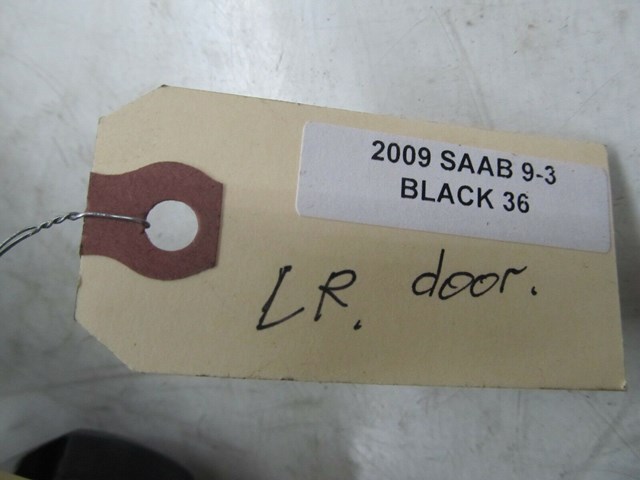 2009 SAAB 9-3
BLACK 36
LR. door.